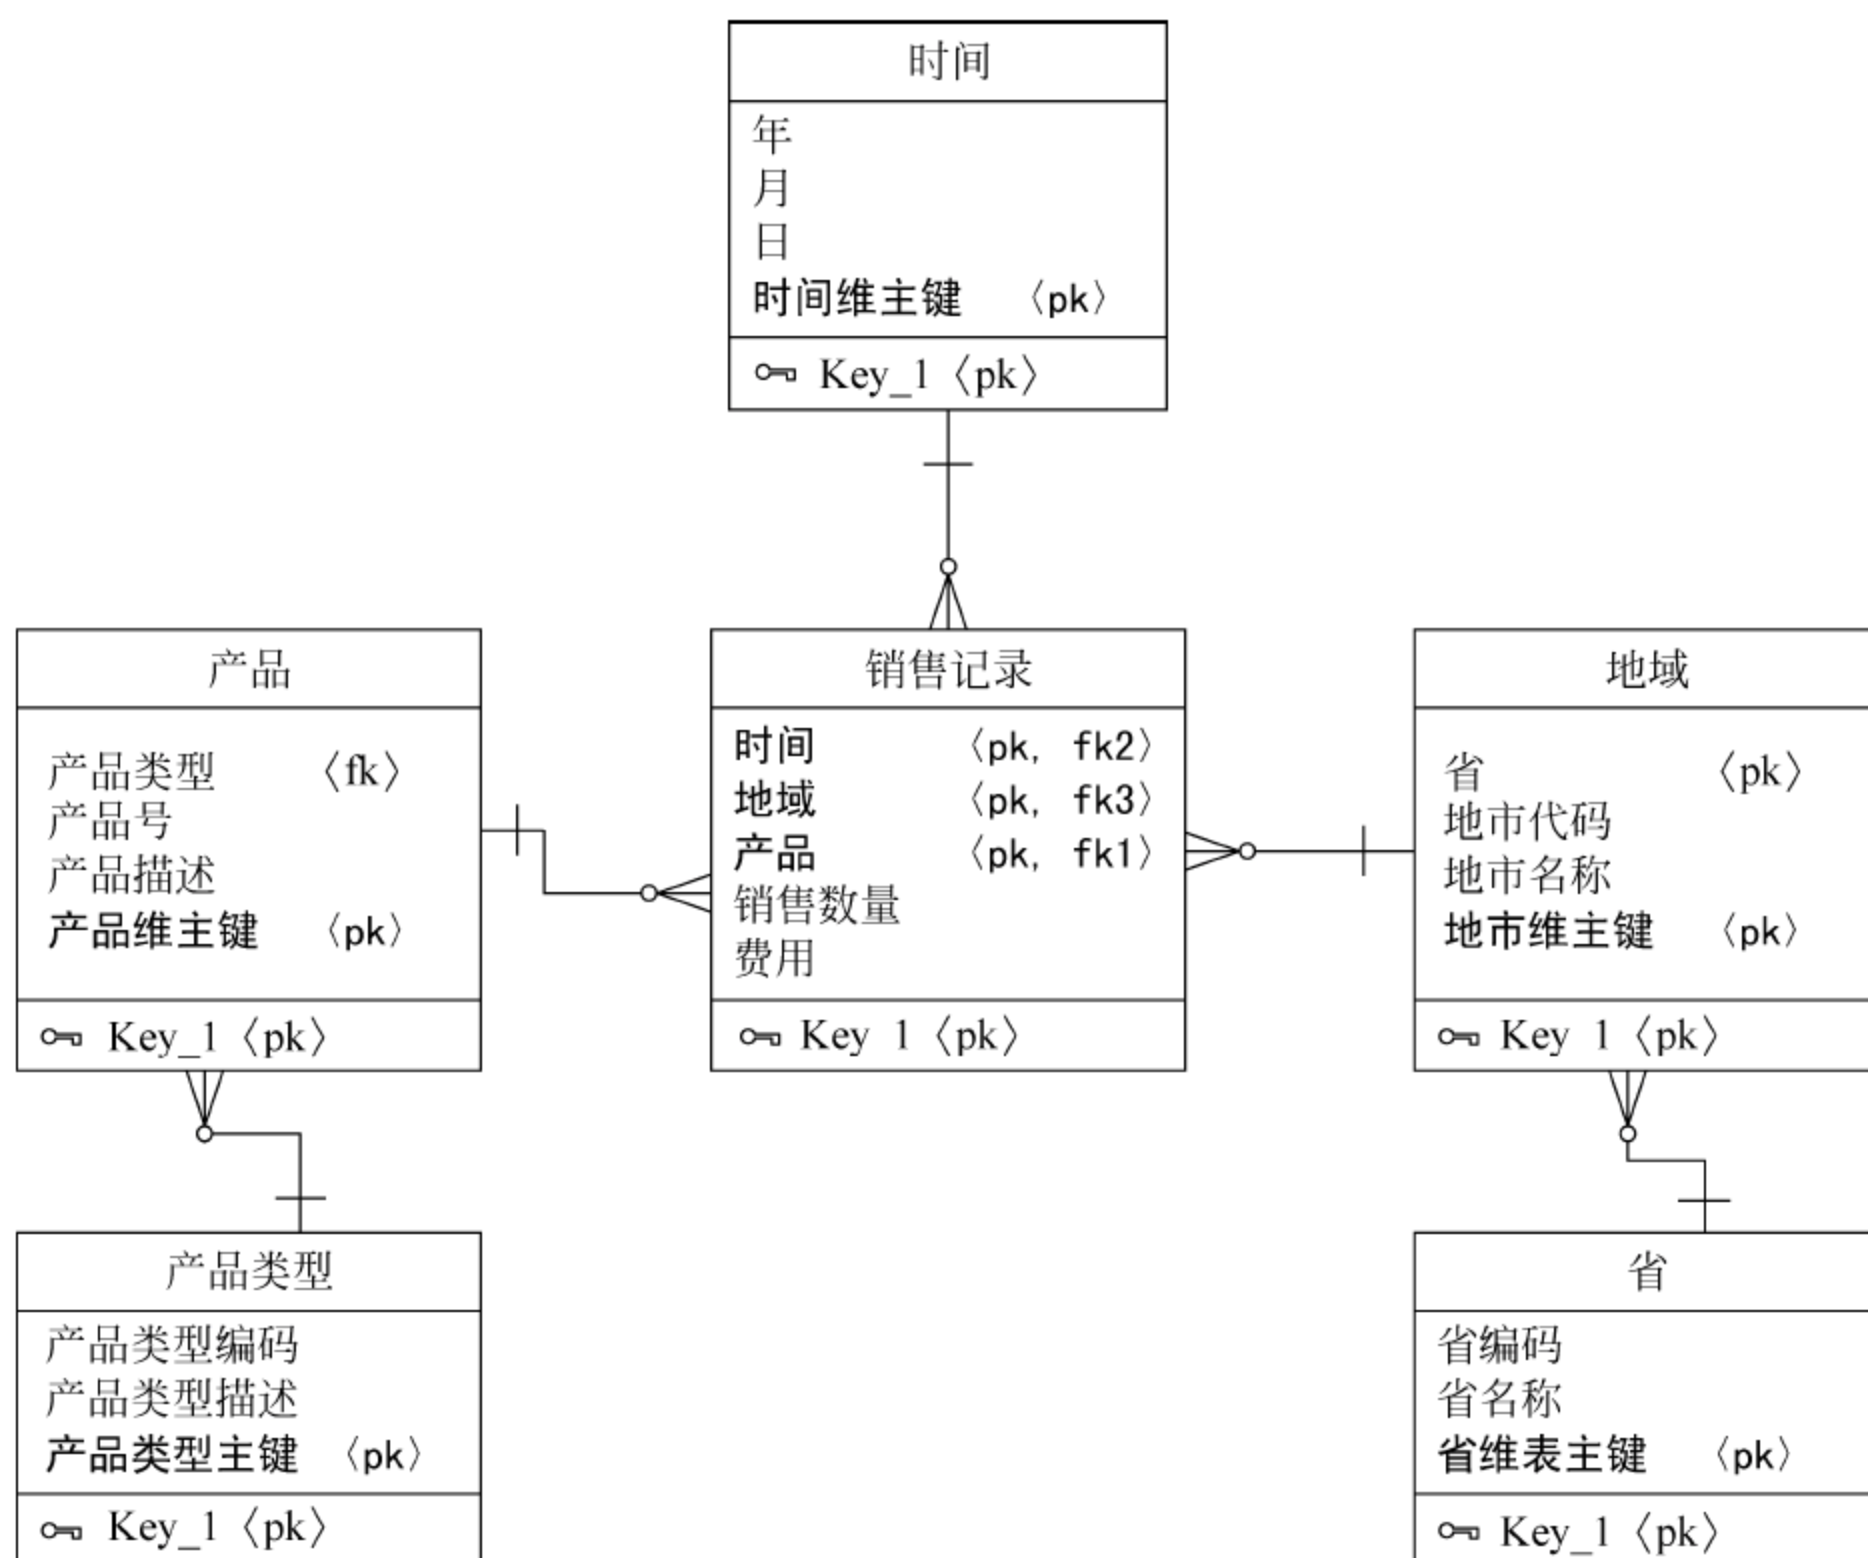 时间
年
月
日
时间维主键 〈pk〉
Key_1〈pk〉
产品
产品类型 〈fk〉
产品号
产品描述
产品维主键 〈pk〉
Key_1〈pk〉
销售记录
时间 〈pk, fk2〉
地域 〈pk, fk3〉
产品 〈pk, fk1〉
销售数量
费用
Key 1〈pk〉
地域
省 〈pk〉
地市代码
地市名称
地市维主键 〈pk〉
Key 1〈pk〉
产品类型
产品类型编码
产品类型描述
产品类型主键 〈pk〉
Key_1〈pk〉
省
省编码
省名称
省维表主键 〈pk〉
Key_1〈pk〉